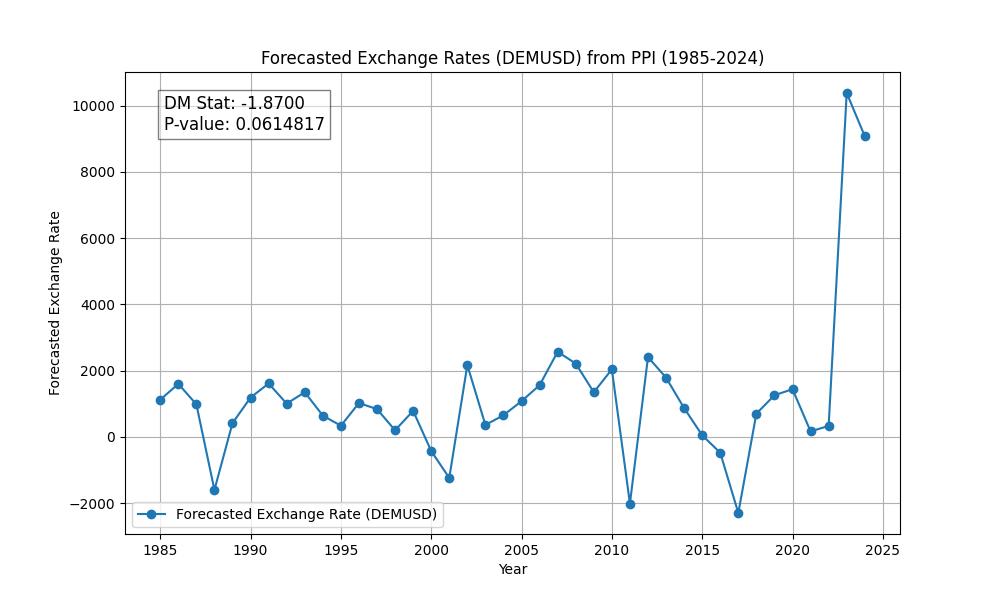 Forecasted Exchange Rates (DEMUSD) from PPI (1985-2024)
DM Stat: -1.8700
P-value: 0.0614817
Forecasted Exchange Rate
10000
8000
6000
4000
2000
0
−2000
Forecasted Exchange Rate (DEMUSD)
1985 1990 1995 2000 2005 2010 2015 2020 2025
Year